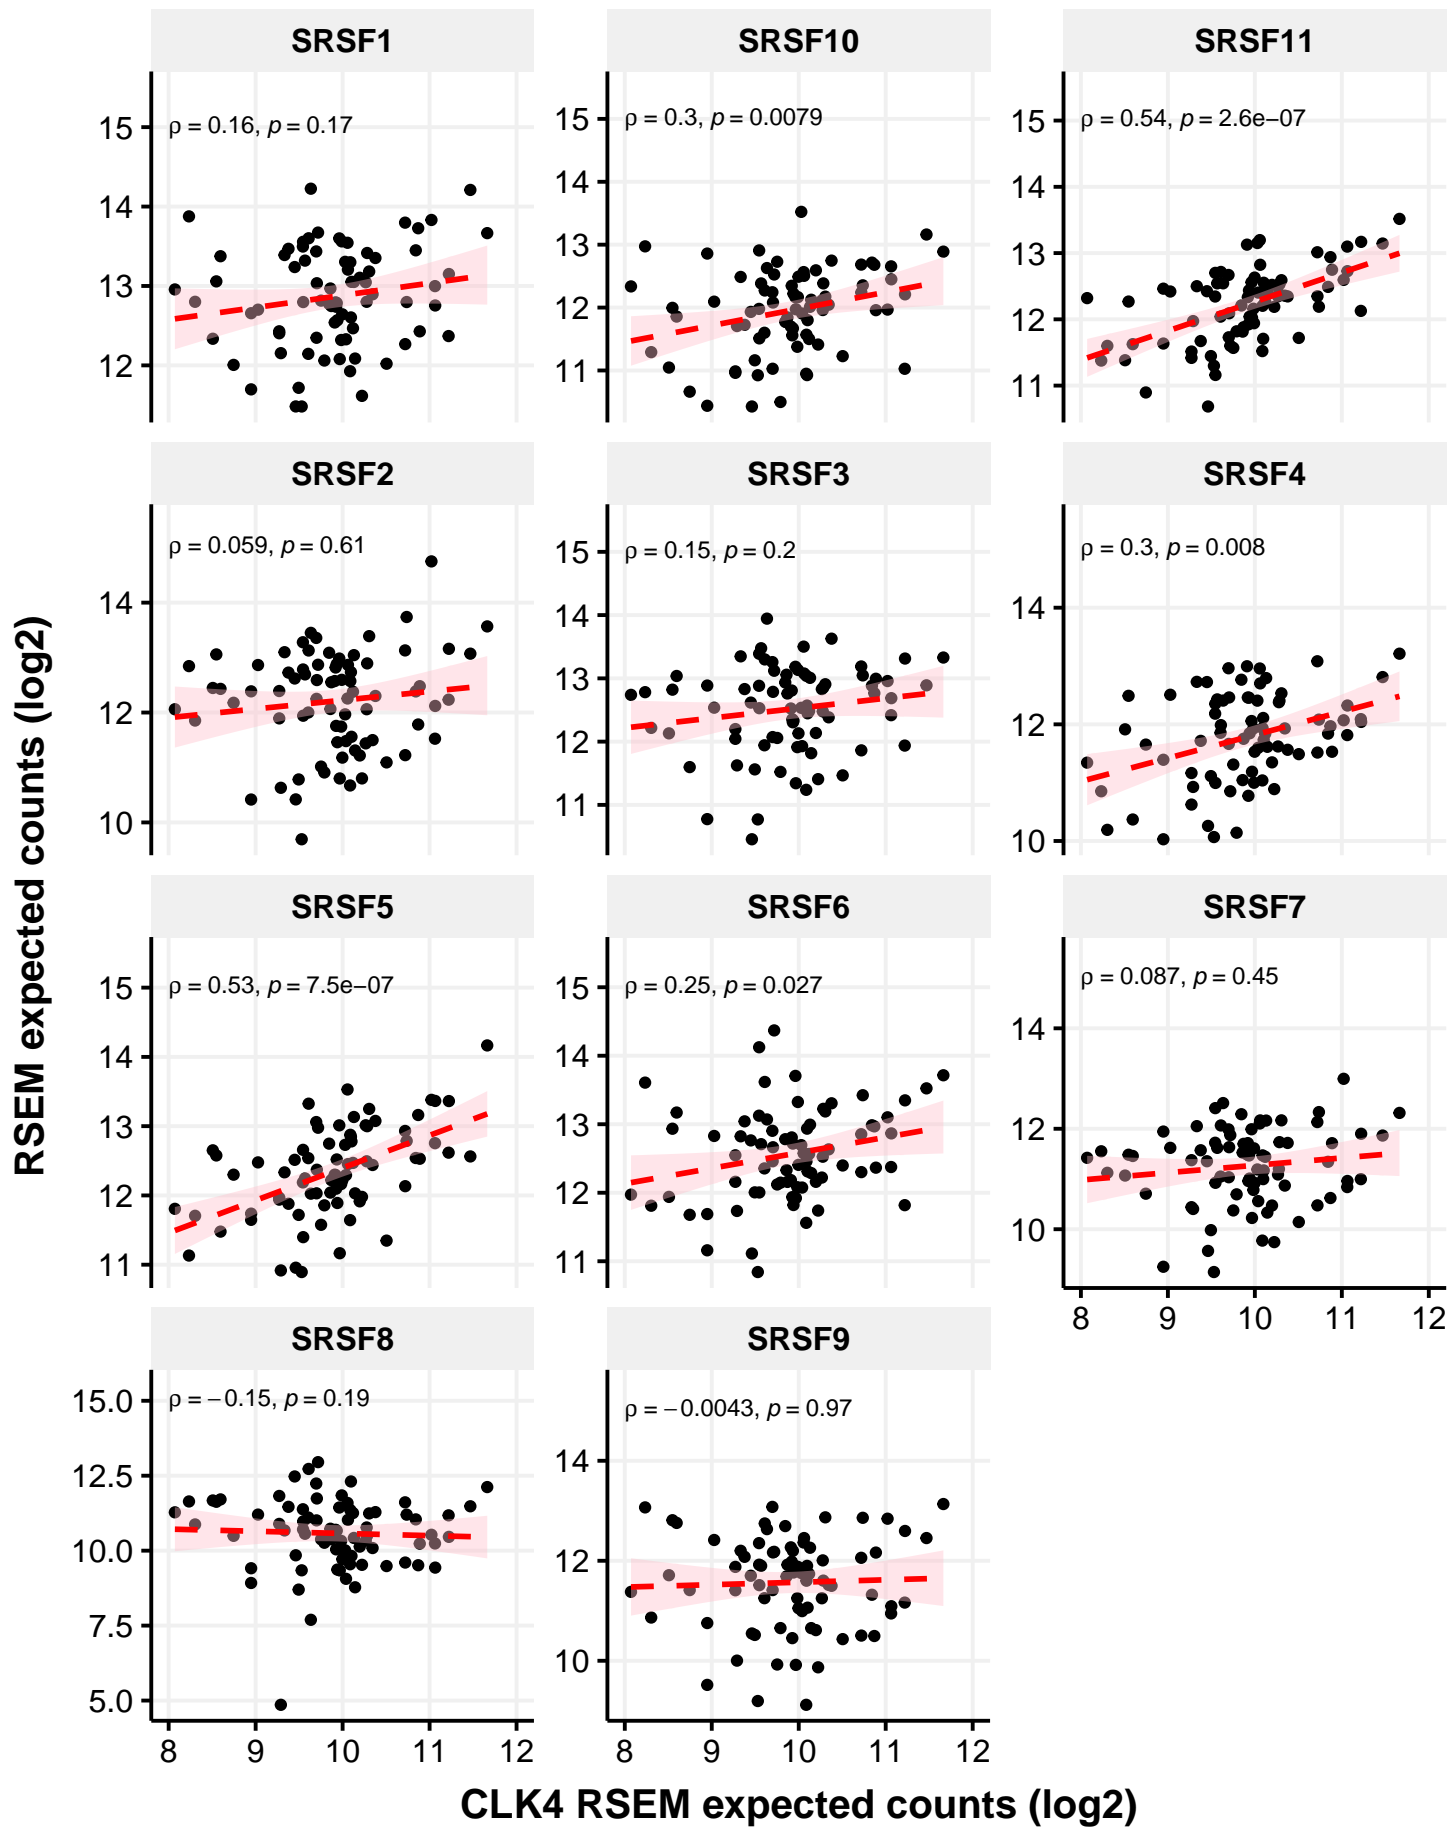 SRSF1
SRSF10
SRSF11
15
14
13
12
ρ = 0.16, p = 0.17
15
14
13
12
11
ρ = 0.3, p = 0.0079
15
14
13
12
11
ρ = 0.54, p = 2.6e−07
SRSF2
SRSF3
SRSF4
14
12
10
ρ = 0.059, p = 0.61
15
14
13
12
11
ρ = 0.15, p = 0.2
14
12
10
ρ = 0.3, p = 0.008
RSEM expected counts (log2)
SRSF5
SRSF6
SRSF7
15
14
13
12
11
ρ = 0.53, p = 7.5e−07
15
14
13
12
11
ρ = 0.25, p = 0.027
14
12
10
ρ = 0.087, p = 0.45
8 9 10 11 12
SRSF8
SRSF9
15.0
12.5
10.0
7.5
5.0
ρ = −0.15, p = 0.19
14
12
10
ρ = −0.0043, p = 0.97
8 9 10 11 12
8 9 10 11 12
CLK4 RSEM expected counts (log2)